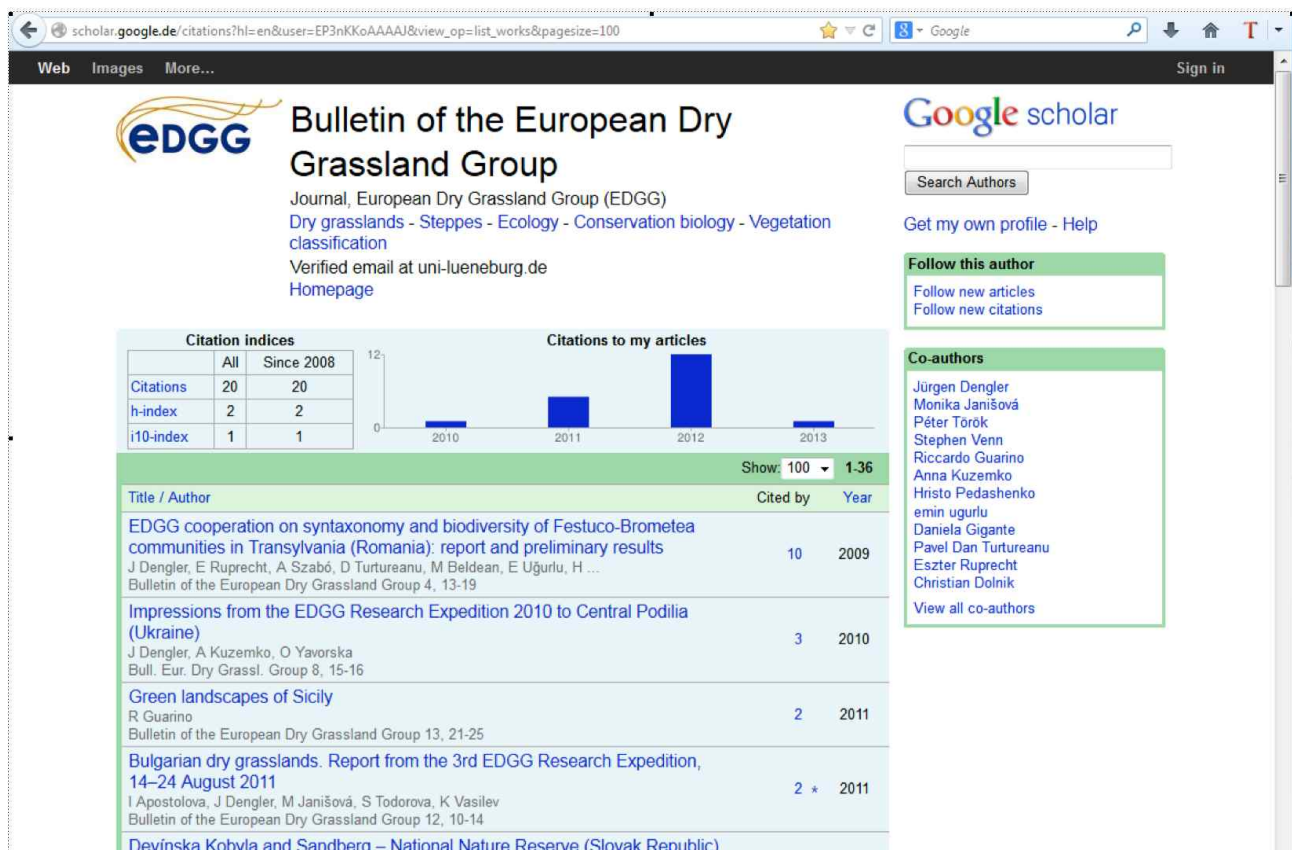 scholar.google.de/citations?hl=en&user=EP3nKKoAAAAJ&view_op=list_works&pagesize=100
8 Google
T
Web Images More... Sign in
EDGG
Bulletin of the European Dry
Grassland Group
Journal, European Dry Grassland Group (EDGG)
Dry grasslands - Steppes - Ecology - Conservation biology - Vegetation
classification
Verified email at uni-lueneburg.de
Homepage
Google scholar
Search Authors
Get my own profile - Help
Follow this author
Follow new articles
Follow new citations
Co-authors
Jürgen Dengler
Monika Janišová
Péter Török
Stephen Venn
Riccardo Guarino
Anna Kuzemko
Hristo Pedashenko
emin ugurlu
Daniela Gigante
Pavel Dan Turtureanu
Eszter Ruprecht
Christian Dolnik
View all co-authors
Citation indices
All Since 2008
Citations 20 20
h-index 2 2
i10-index 1 1
Citations to my articles
12
0
2010 2011 2012 2013
Show: 100 1-36
Title / Author Cited by Year
EDGG cooperation on syntaxonomy and biodiversity of Festuco-Brometea
communities in Transylvania (Romania): report and preliminary results
J Dengler, E Ruprecht, A Szabó, D Turtureanu, M Beldean, E Uğurlu, H ...
Bulletin of the European Dry Grassland Group 4, 13-19
10 2009
Impressions from the EDGG Research Expedition 2010 to Central Podilia
(Ukraine)
J Dengler, A Kuzemko, O Yavorska
Bull. Eur. Dry Grassl. Group 8, 15-16
3 2010
Green landscapes of Sicily
R Guarino
Bulletin of the European Dry Grassland Group 13, 21-25
2 2011
Bulgarian dry grasslands. Report from the 3rd EDGG Research Expedition,
14–24 August 2011
I Apostolova, J Dengler, M Janišová, S Todorova, K Vasilev
Bulletin of the European Dry Grassland Group 12, 10-14
2 * 2011
Devínska Kobyla and Sandberg – National Nature Reserve (Slovak Republic)